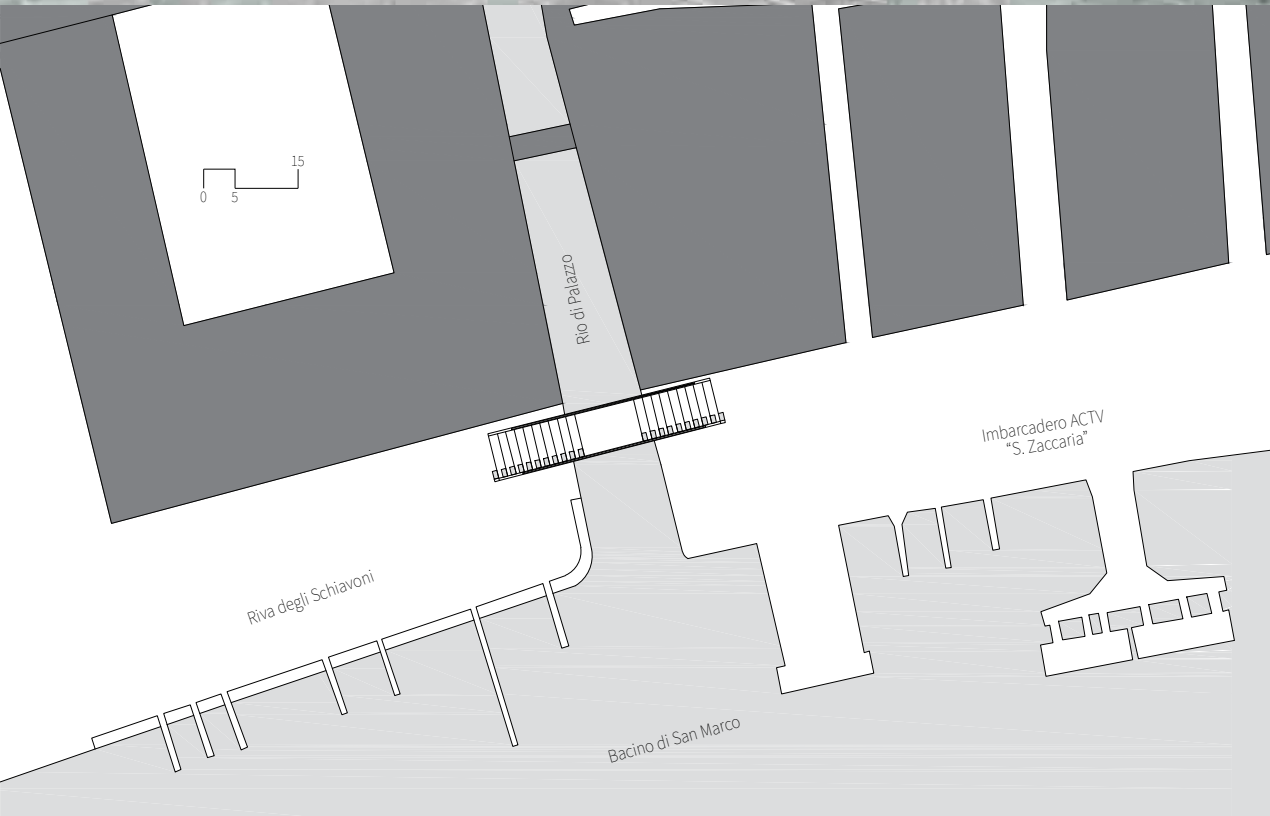 15
0 5
Rio di Palazzo
Imbarcadero ACTV
“S. Zaccaria”
Riva degli Schiavoni
Bacino di San Marco